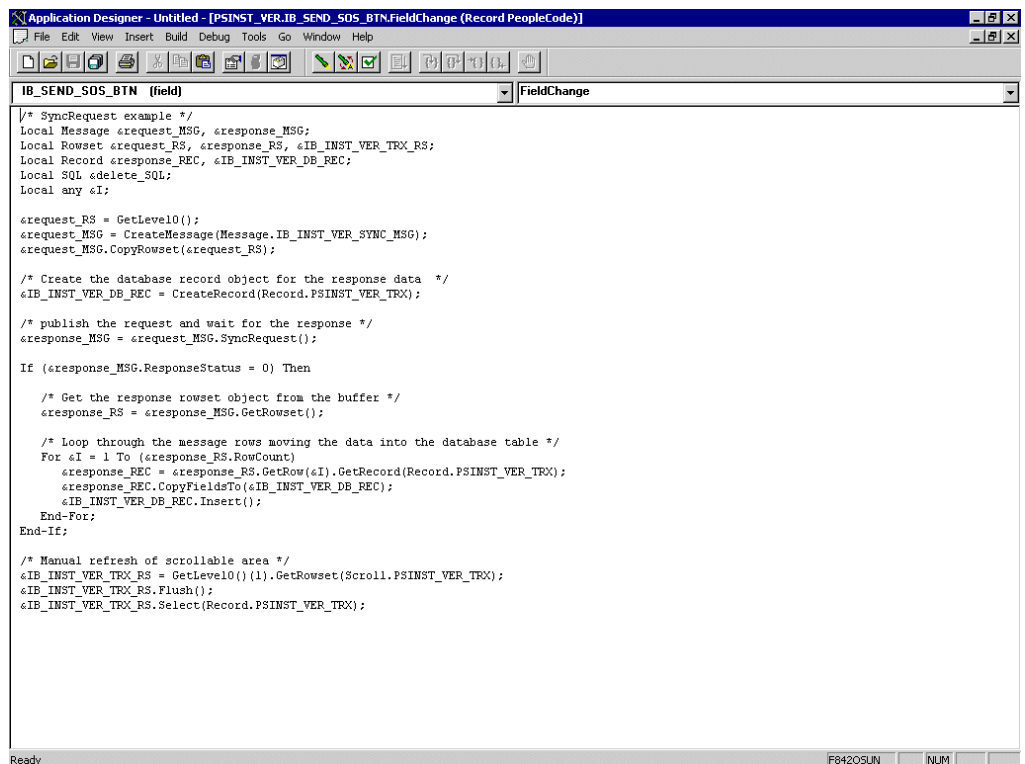 Application Designer - Untitled - [PSINST_VER.IB_SEND_SOS_BTN.FieldChange (Record PeopleCode)]
File Edit View Insert Build Debug Tools Go Window Help
IB_SEND_SOS_BTN (field) FieldChange
/* SyncRequest example */
Local Message &request_MSG, &response_MSG;
Local Rowset &request_RS, &response_RS, &IB_INST_VER_TRX_RS;
Local Record &response_REC, &IB_INST_VER_DB_REC;
Local SQL &delete_SQL;
Local any &I;
&request_RS = GetLevel0();
&request_MSG = CreateMessage(Message.IB_INST_VER_SYNC_MSG);
&request_MSG.CopyRowset(&request_RS);
/* Create the database record object for the response data  */
&IB_INST_VER_DB_REC = CreateRecord(Record.PSINST_VER_TRX);
/* publish the request and wait for the response */
&response_MSG = &request_MSG.SyncRequest();
If (&response_MSG.ResponseStatus = 0) Then
   /* Get the response rowset object from the buffer */
   &response_RS = &response_MSG.GetRowset();
   /* Loop through the message rows moving the data into the database table */
   For &I = 1 To (&response_RS.RowCount)
      &response_REC = &response_RS.GetRow(&I).GetRecord(Record.PSINST_VER_TRX);
      &response_REC.CopyFieldsTo(&IB_INST_VER_DB_REC);
      &IB_INST_VER_DB_REC.Insert();
   End-For;
End-If;
/* Manual refresh of scrollable area */
&IB_INST_VER_TRX_RS = GetLevel0()(1).GetRowset(Scroll.PSINST_VER_TRX);
&IB_INST_VER_TRX_RS.Flush();
&IB_INST_VER_TRX_RS.Select(Record.PSINST_VER_TRX);
Ready F842OSUN NUM